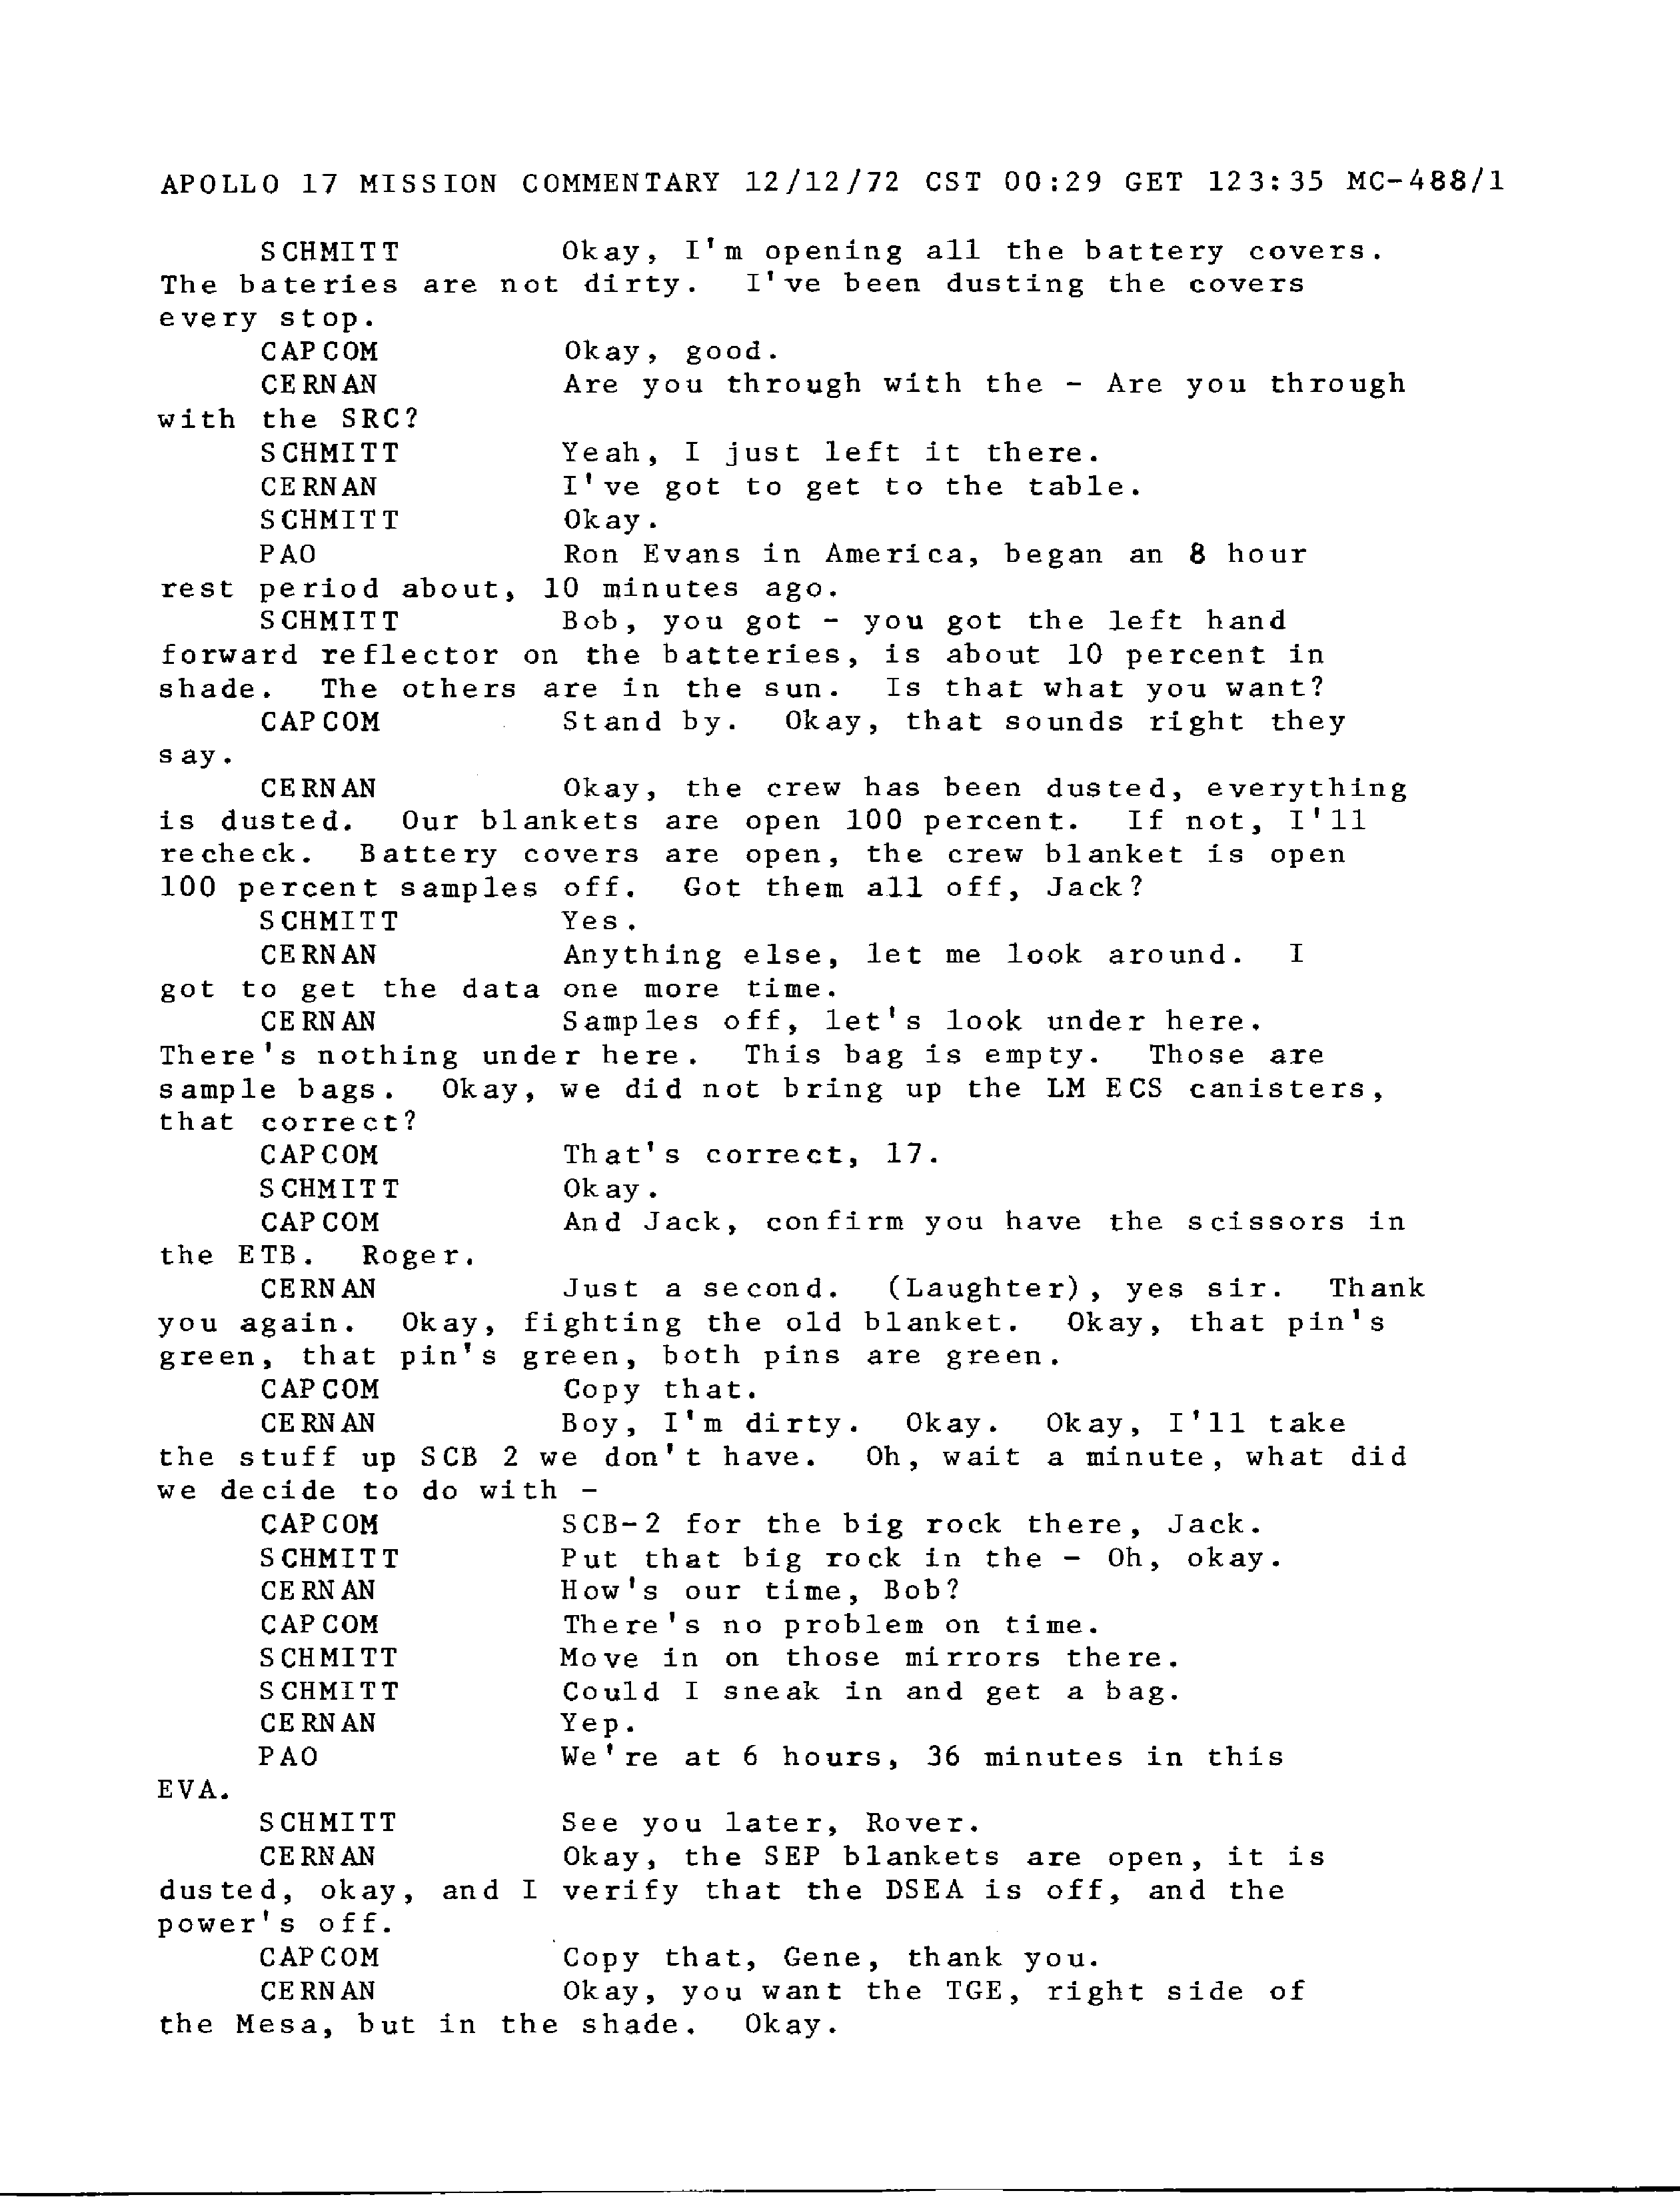 APOLLO 17 MISSION COMMENTARY 12/12/72 CST 00:29 GET 123:35 MC-488/1
SCHMITT Okay, I'm opening all the battery covers.
The bateries are not dirty. I've been dusting the covers
every stop.
CAPCOM Okay, good.
CERNAN Are you through with the - Are you through
with the SRC?
SCHMITT Yeah, I just left it there.
CERNAN I've got to get to the table.
SCHMITT Okay.
PAO Ron Evans in America, began an 8 hour
rest period about, 10 minutes ago.
SCHMITT Bob, you got - you got the left hand
forward reflector on the batteries, is about 10 percent in
shade. The others are in the sun. Is that what you want?
CAPCOM Stand by. Okay, that sounds right they
say.
CERNAN Okay, the crew has been dusted, everything
is dusted. Our blankets are open 100 percent. If not, I'll
recheck. Battery covers are open, the crew blanket is open
100 percent samples off. Got them all off, Jack?
SCHMITT Yes.
CERNAN Anything else, let me look around. I
got to get the data one more time.
CERNAN Samples off, let's look under here.
There's nothing under here. This bag is empty. Those are
sample bags. Okay, we did not bring up the LM ECS canisters,
that correct?
CAPCOM That's correct, 17.
SCHMITT Okay.
CAPCOM And Jack, confirm you have the scissors in
the ETB. Roger.
CERNAN Just a second. (Laughter), yes sir. Thank
you again. Okay, fighting the old blanket. Okay, that pin's
green, that pin's green, both pins are green.
CAPCOM Copy that.
CERNAN Boy, I'm dirty. Okay. Okay, I'll take
the stuff up SCB 2 we don't have. Oh, wait a minute, what did
we decide to do with -
CAPCOM SCB-2 for the big rock there, Jack.
SCHMITT Put that big rock in the - Oh, okay.
CERNAN How's our time, Bob?
CAPCOM There's no problem on time.
SCHMITT Move in on those mirrors there.
SCHMITT Could I sneak in and get a bag.
CERNAN Yep.
PAO We're at 6 hours, 36 minutes in this
EVA.
SCHMITT See you later, Rover.
CERNAN Okay, the SEP blankets are open, it is
dusted, okay, and I verify that the DSEA is off, and the
power's off.
CAPCOM Copy that, Gene, thank you.
CERNAN Okay, you want the TGE, right side of
the Mesa, but in the shade. Okay.